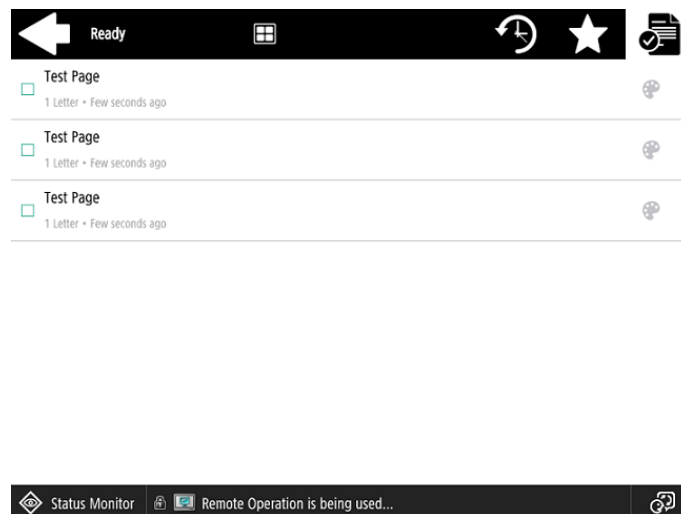 Ready
Test Page
1 Letter • Few seconds ago
Test Page
1 Letter • Few seconds ago
Test Page
1 Letter • Few seconds ago
Status Monitor Remote Operation is being used...